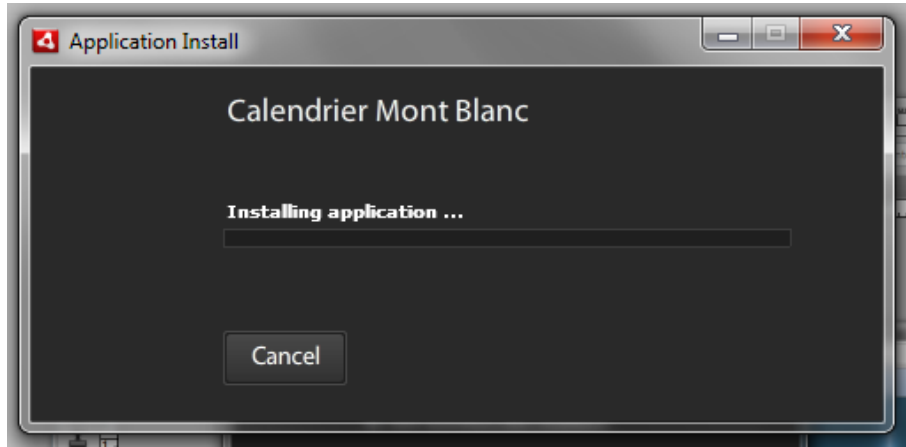 Application Install
Calendrier Mont Blanc
Installing application ...
Cancel